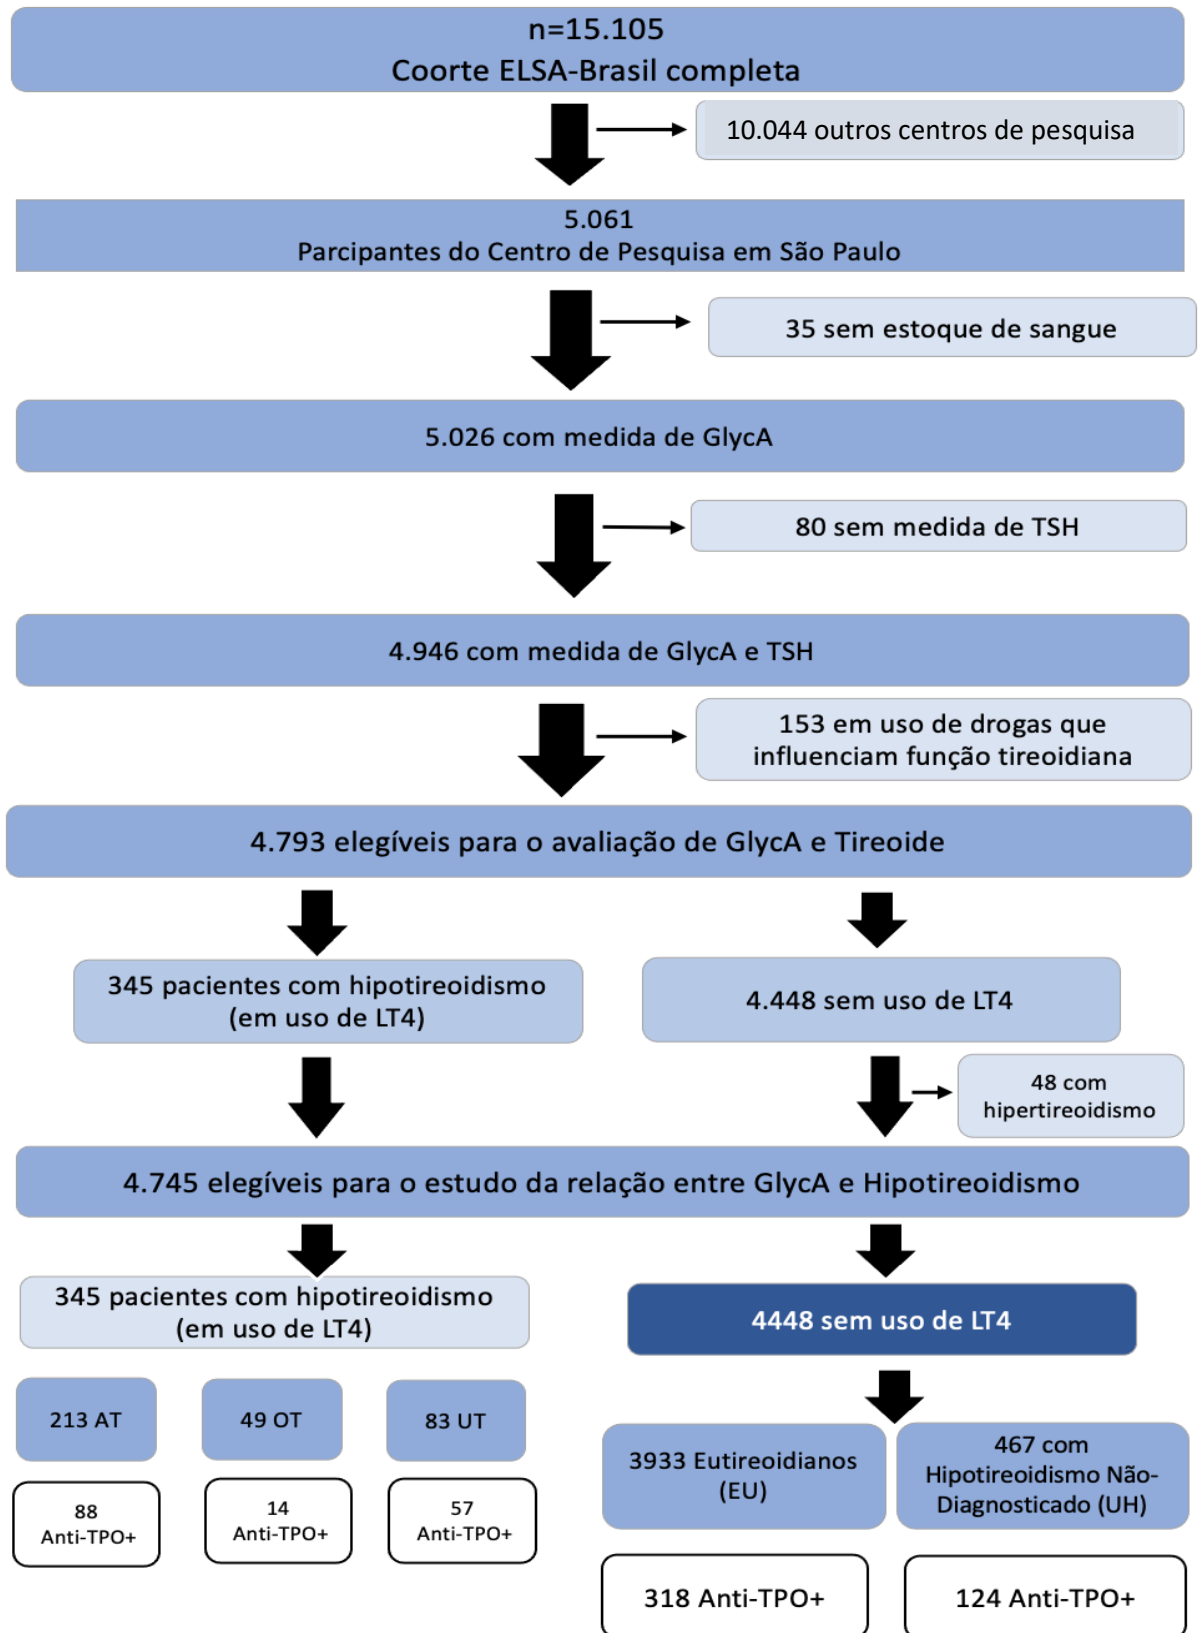 n=15.105
Coorte ELSA-Brasil completa
10.044 outros centros de pesquisa
5.061
Parcipantes do Centro de Pesquisa em São Paulo
35 sem estoque de sangue
5.026 com medida de GlycA
80 sem medida de TSH
4.946 com medida de GlycA e TSH
153 em uso de drogas que
influenciam função tireoidiana
4.793 elegíveis para o avaliação de GlycA e Tireoide
345 pacientes com hipotireoidismo
(em uso de LT4)
4.448 sem uso de LT4
48 com
hipertireoidismo
4.745 elegíveis para o estudo da relação entre GlycA e Hipotireoidismo
345 pacientes com hipotireoidismo
(em uso de LT4)
4448 sem uso de LT4
213 AT
49 OT
83 UT
3933 Eutireoidianos
(EU)
467 com
Hipotireoidismo Não-
Diagnosticado (UH)
88
Anti-TPO+
14
Anti-TPO+
57
Anti-TPO+
318 Anti-TPO+
124 Anti-TPO+